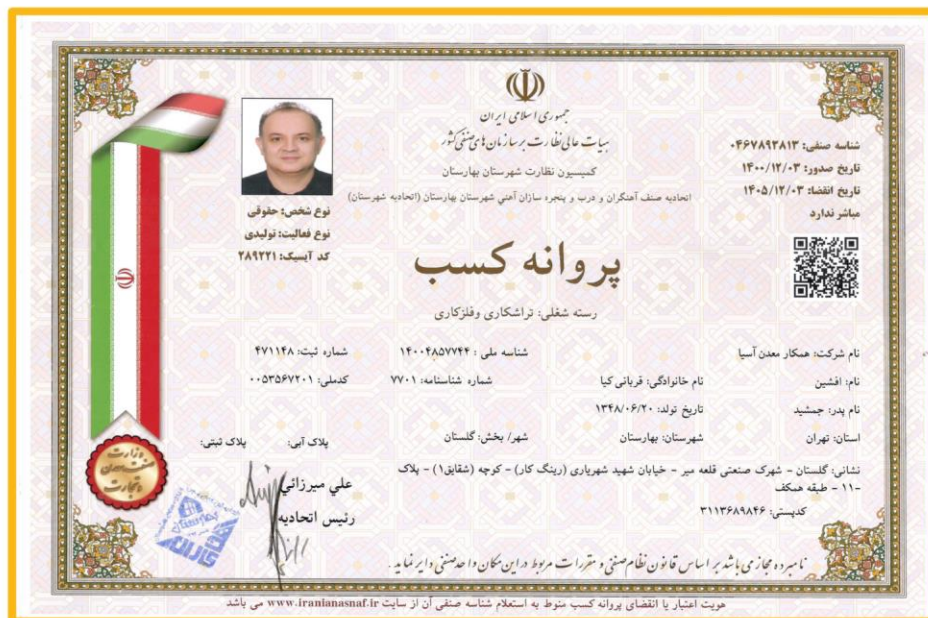 جمهوری اسلامی ایران
هیات عالی نظارت بر سازمان های صنفی کشور
کمیسیون نظارت شهرستان بهارستان
اتحادیه صنف آهنگران و درب و پنجره سازان آهنی شهرستان بهارستان (اتحادیه شهرستان)
شناسه صنفی: ۰۴۶۷۸۹۳۸۱۳
تاریخ صدور: ۱۴۰۰/۱۲/۰۳
تاریخ انقضا: ۱۴۰۵/۱۲/۰۳
مباشر ندارد
نوع شخص: حقوقی
نوع فعالیت: تولیدی
کد آیسیک: ۲۸۹۲۲۱
پروانه کسب
رسته شغلی: تراشکاری وفلزکاری
نام شرکت: همکار معدن آسیا شناسه ملی : ۱۴۰۰۴۸۵۷۷۴۴ شماره ثبت: ۴۷۱۱۴۸
نام: افشین نام خانوادگی: قربانی کیا شماره شناسنامه: ۷۷۰۱ کدملی: ۰۰۵۳۵۶۷۲۰۱
نام پدر: جمشید تاریخ تولد: ۱۳۴۸/۰۶/۲۰
استان: تهران شهرستان: بهارستان شهر/ بخش: گلستان پلاک آبی: پلاک ثبتی:
نشانی: گلستان - شهرک صنعتی قلعه میر - خیابان شهید شهریاری (رینگ کار) - کوچه (شقایق۱) - پلاک
-۱۱ - طبقه همکف
کدپستی: ۳۱۱۳۶۸۹۸۴۶
علي میرزائي
رئیس اتحادیه
وزارت
صنعت، معدن
و تجارت
نامبرده مجاز می باشد بر اساس قانون نظام صنفی و مقررات مربوط در این مکان واحد صنفی دایر نماید .
هویت اعتبار یا انقضای پروانه کسب منوط به استعلام شناسه صنفی آن از سایت www.iranianasnaf.ir می باشد